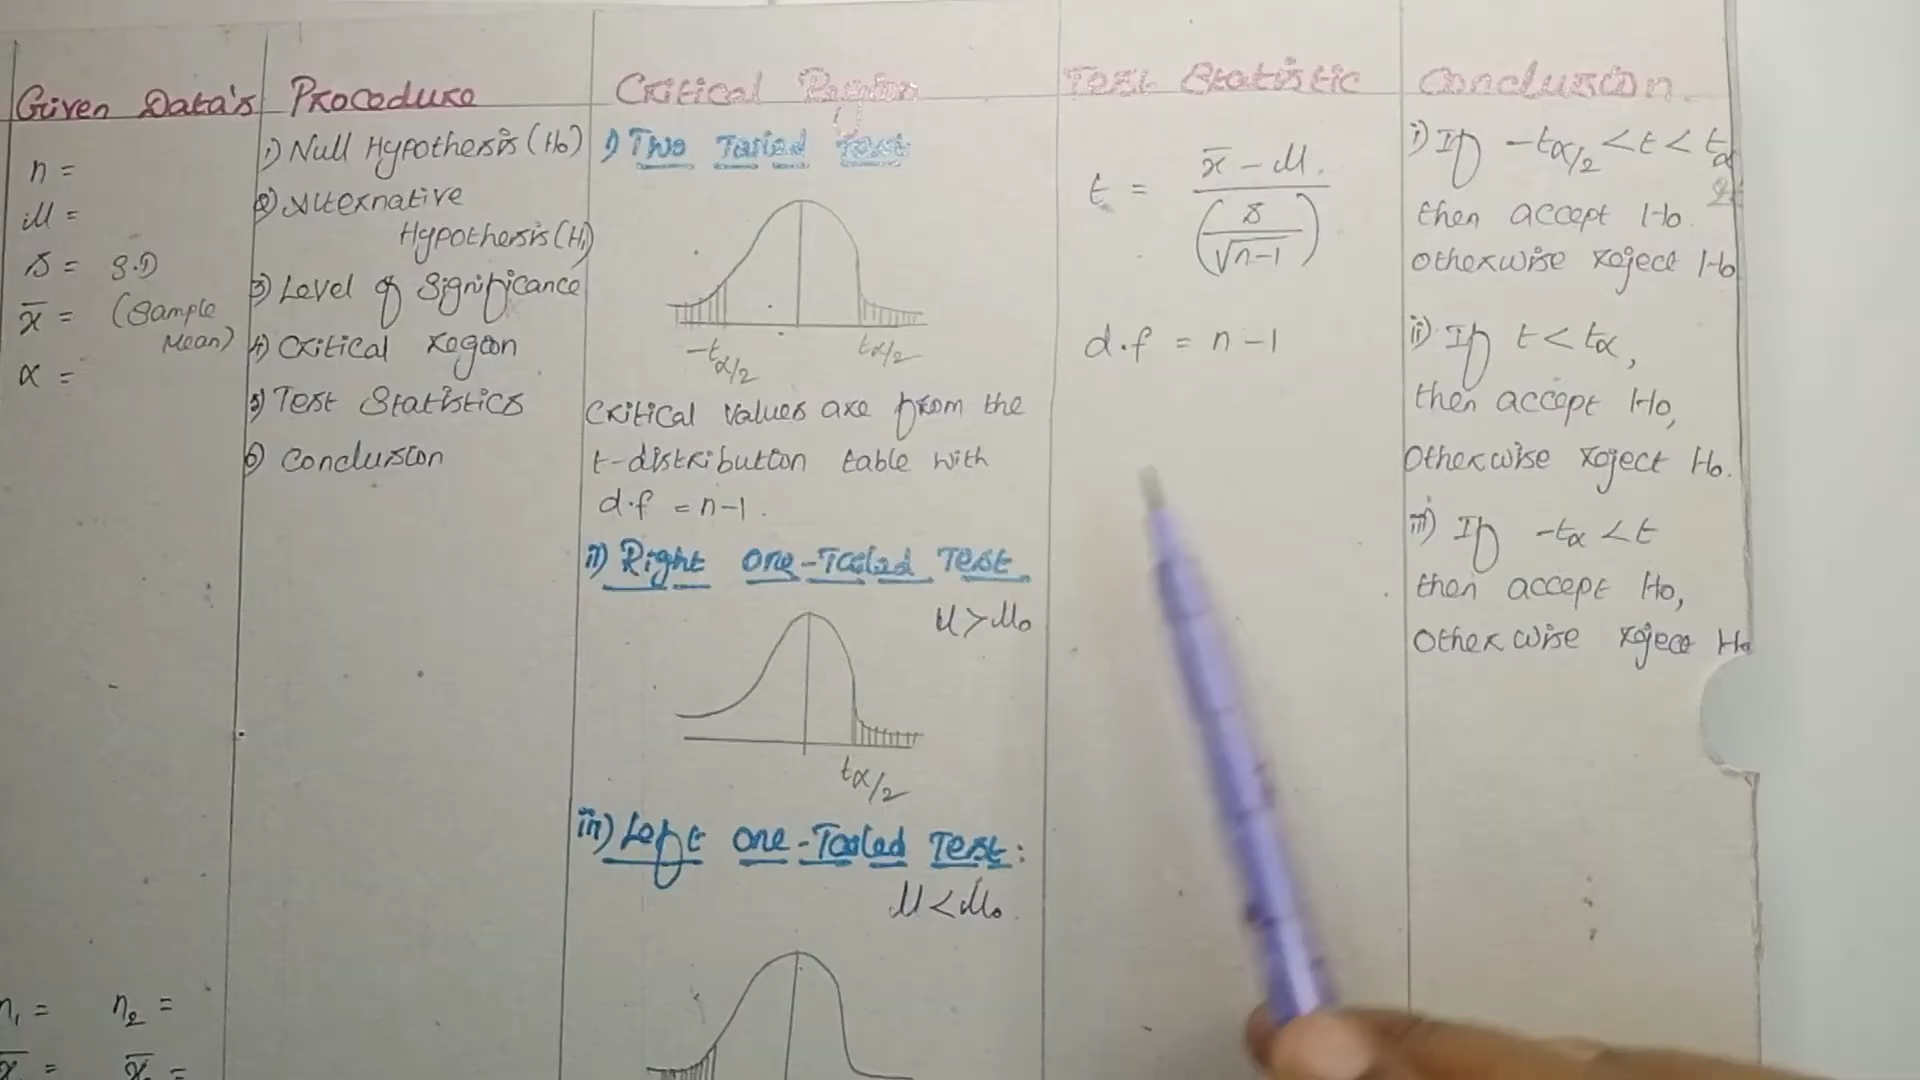 Given Data's
n =
μ =
s = S.D
x̄ = (Sample
Mean)
α =
n₁ = n₂ =
Procedure
1) Null Hypothesis (H₀)
2) Alternative
Hypothesis (H₁)
3) Level of Significance
4) Critical region
5) Test Statistics
6) Conclusion
Critical Region
i) Two Tailed Test
-tα/2 tα/2
Critical Values are from the
t-distribution table with
d.f = n-1.
ii) Right One-Tailed Test
μ > μ₀
tα/2
iii) Left One-Tailed Test:
μ < μ₀
Test Statistic
t = (x̄ - μ) / (s/√(n-1))
d.f = n-1
Conclusion
i) If -tα/2 < t < tα/2
then accept H₀
Otherwise reject H₀
ii) If t < tα,
then accept H₀,
Otherwise reject H₀.
iii) If -tα < t
then accept H₀,
Otherwise reject H₀